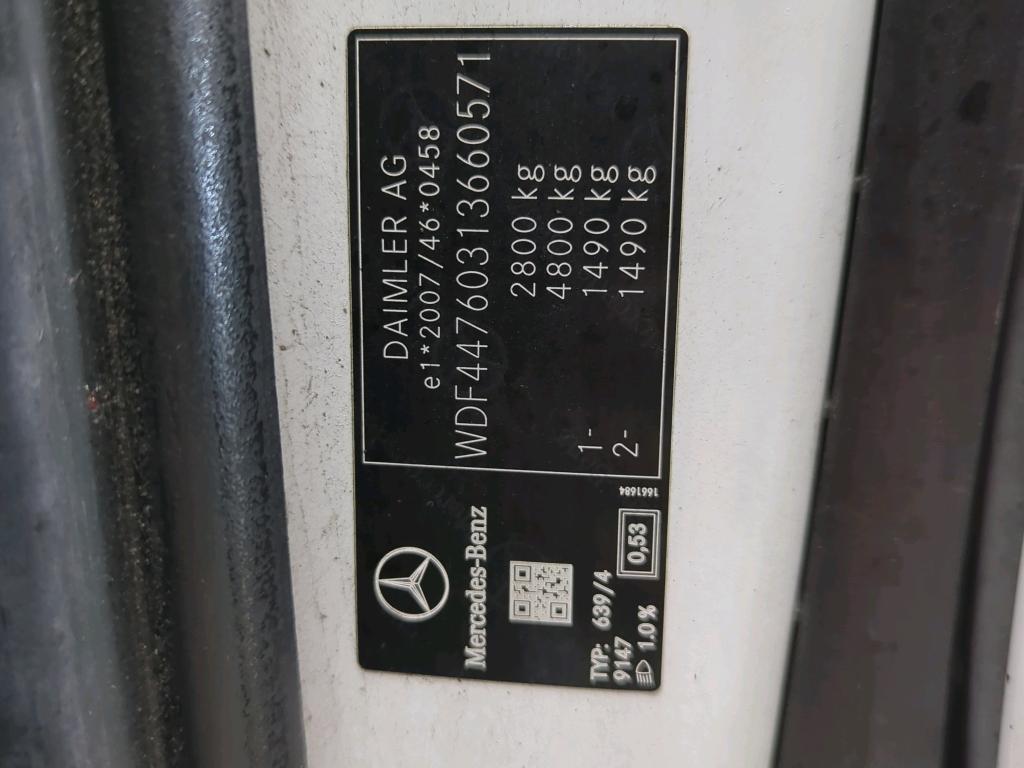 Mercedes-Benz
TYP: 639/4
9147
1.0 %
0,53
1661684
DAIMLER AG
e1*2007/46*0458
WDF44760313660571
2800 kg
4800 kg
1- 1490 kg
2- 1490 kg